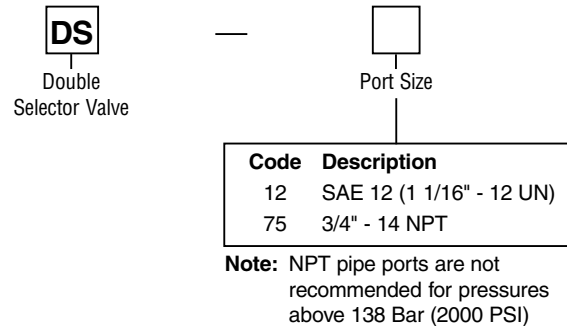 DS —
Double
Selector Valve
Port Size
Code Description
12 SAE 12 (1 1/16" - 12 UN)
75 3/4" - 14 NPT
Note: NPT pipe ports are not
recommended for pressures
above 138 Bar (2000 PSI)